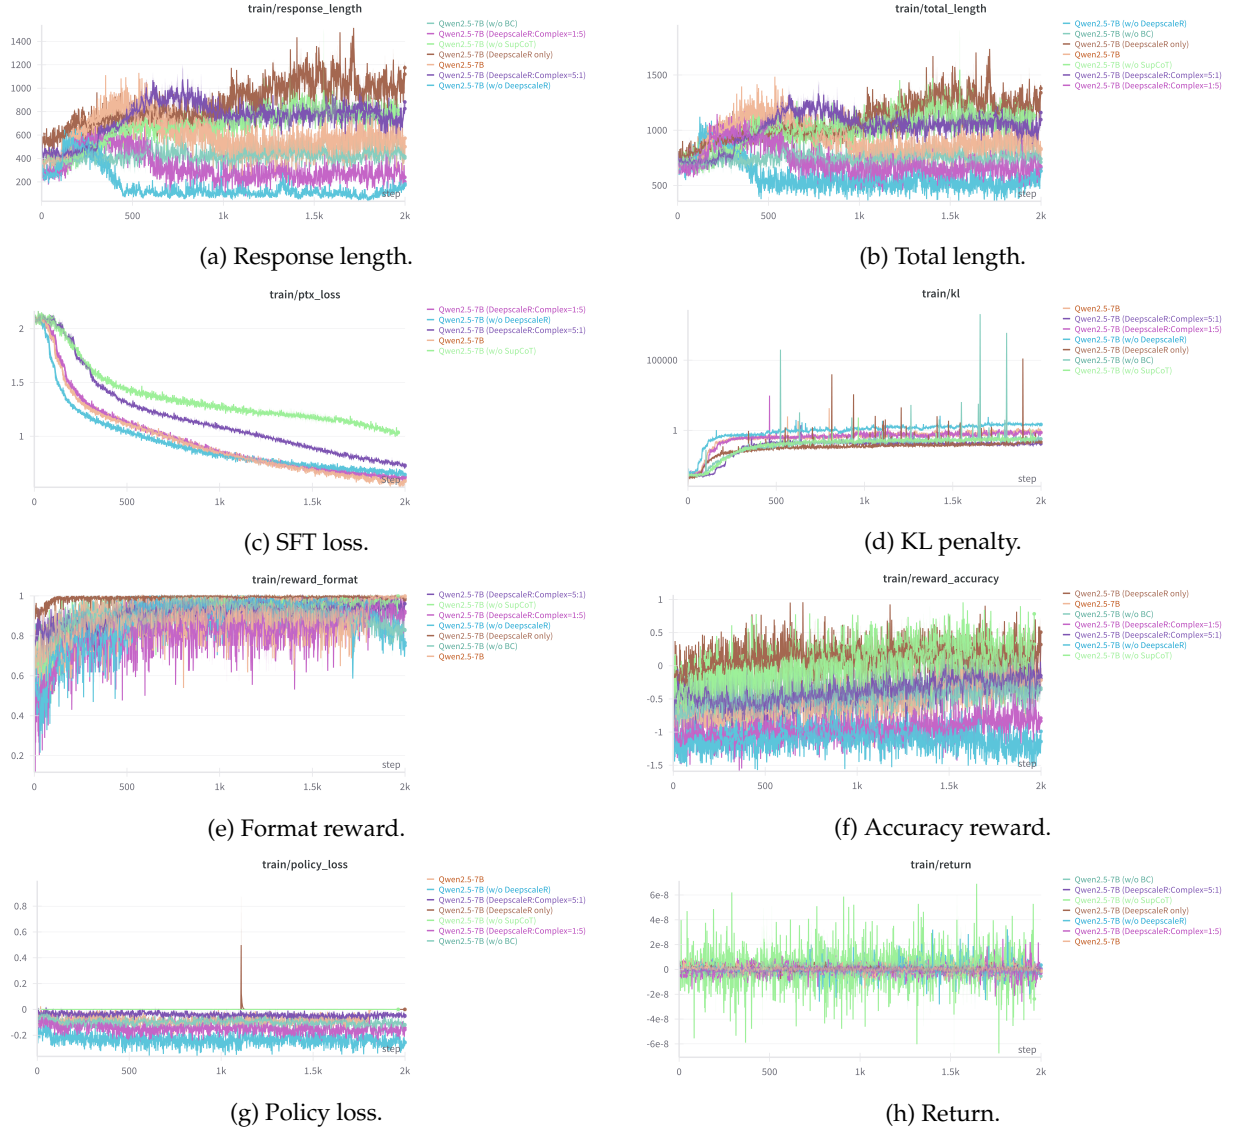 train/response_length
1400
1200
1000
800
600
400
200
0
500
1k
1.5k
2k
step
Qwen2.5-7B (w/o BC)
Qwen2.5-7B (DeepscaleR:Complex=1:5)
Qwen2.5-7B (w/o SupCoT)
Qwen2.5-7B (DeepscaleR only)
Qwen2.5-7B
Qwen2.5-7B (DeepscaleR:Complex=5:1)
Qwen2.5-7B (w/o DeepscaleR)
(a) Response length.
train/total_length
1500
1000
500
0
500
1k
1.5k
2k
step
Qwen2.5-7B (w/o DeepscaleR)
Qwen2.5-7B (w/o BC)
Qwen2.5-7B (DeepscaleR only)
Qwen2.5-7B
Qwen2.5-7B (w/o SupCoT)
Qwen2.5-7B (DeepscaleR:Complex=5:1)
Qwen2.5-7B (DeepscaleR:Complex=1:5)
(b) Total length.
train/ptx_loss
2
1.5
1
0
500
1k
1.5k
2k
step
Qwen2.5-7B (DeepscaleR:Complex=1:5)
Qwen2.5-7B (w/o DeepscaleR)
Qwen2.5-7B (DeepscaleR:Complex=5:1)
Qwen2.5-7B
Qwen2.5-7B (w/o SupCoT)
(c) SFT loss.
train/kl
100000
1
0
500
1k
1.5k
2k
step
Qwen2.5-7B
Qwen2.5-7B (DeepscaleR:Complex=5:1)
Qwen2.5-7B (DeepscaleR:Complex=1:5)
Qwen2.5-7B (w/o DeepscaleR)
Qwen2.5-7B (DeepscaleR only)
Qwen2.5-7B (w/o BC)
Qwen2.5-7B (w/o SupCoT)
(d) KL penalty.
train/reward_format
1
0.8
0.6
0.4
0.2
0
500
1k
1.5k
2k
step
Qwen2.5-7B (DeepscaleR:Complex=5:1)
Qwen2.5-7B (w/o SupCoT)
Qwen2.5-7B (DeepscaleR:Complex=1:5)
Qwen2.5-7B (w/o DeepscaleR)
Qwen2.5-7B (DeepscaleR only)
Qwen2.5-7B (w/o BC)
Qwen2.5-7B
(e) Format reward.
train/reward_accuracy
1
0.5
0
-0.5
-1
-1.5
0
500
1k
1.5k
2k
step
Qwen2.5-7B (DeepscaleR only)
Qwen2.5-7B
Qwen2.5-7B (w/o BC)
Qwen2.5-7B (DeepscaleR:Complex=1:5)
Qwen2.5-7B (DeepscaleR:Complex=5:1)
Qwen2.5-7B (w/o DeepscaleR)
Qwen2.5-7B (w/o SupCoT)
(f) Accuracy reward.
train/policy_loss
0.8
0.6
0.4
0.2
0
-0.2
0
500
1k
1.5k
2k
step
Qwen2.5-7B
Qwen2.5-7B (w/o DeepscaleR)
Qwen2.5-7B (DeepscaleR:Complex=5:1)
Qwen2.5-7B (DeepscaleR only)
Qwen2.5-7B (w/o SupCoT)
Qwen2.5-7B (DeepscaleR:Complex=1:5)
Qwen2.5-7B (w/o BC)
(g) Policy loss.
train/return
6e-8
4e-8
2e-8
0
-2e-8
-4e-8
-6e-8
0
500
1k
1.5k
2k
step
Qwen2.5-7B (w/o BC)
Qwen2.5-7B (DeepscaleR:Complex=5:1)
Qwen2.5-7B (w/o SupCoT)
Qwen2.5-7B (DeepscaleR only)
Qwen2.5-7B (w/o DeepscaleR)
Qwen2.5-7B (DeepscaleR:Complex=1:5)
Qwen2.5-7B
(h) Return.